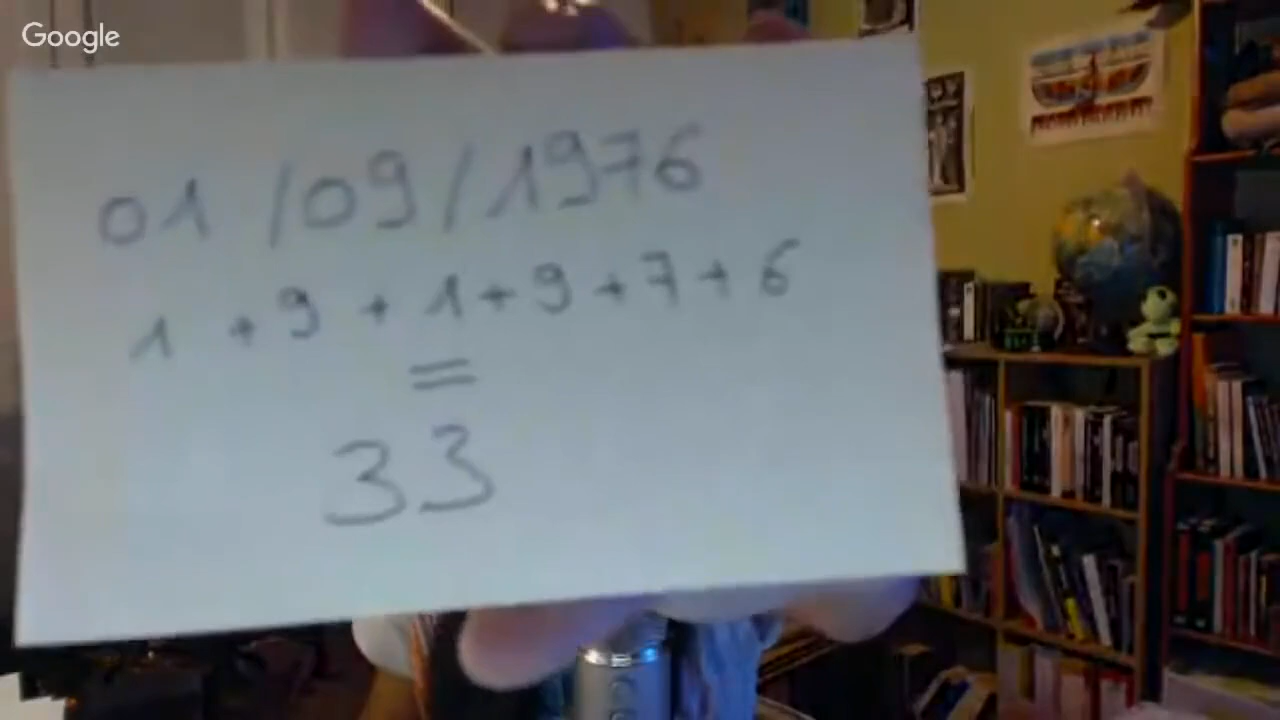 Google
01/09/1976
1 + 9 + 1 + 9 + 7 + 6
=
33